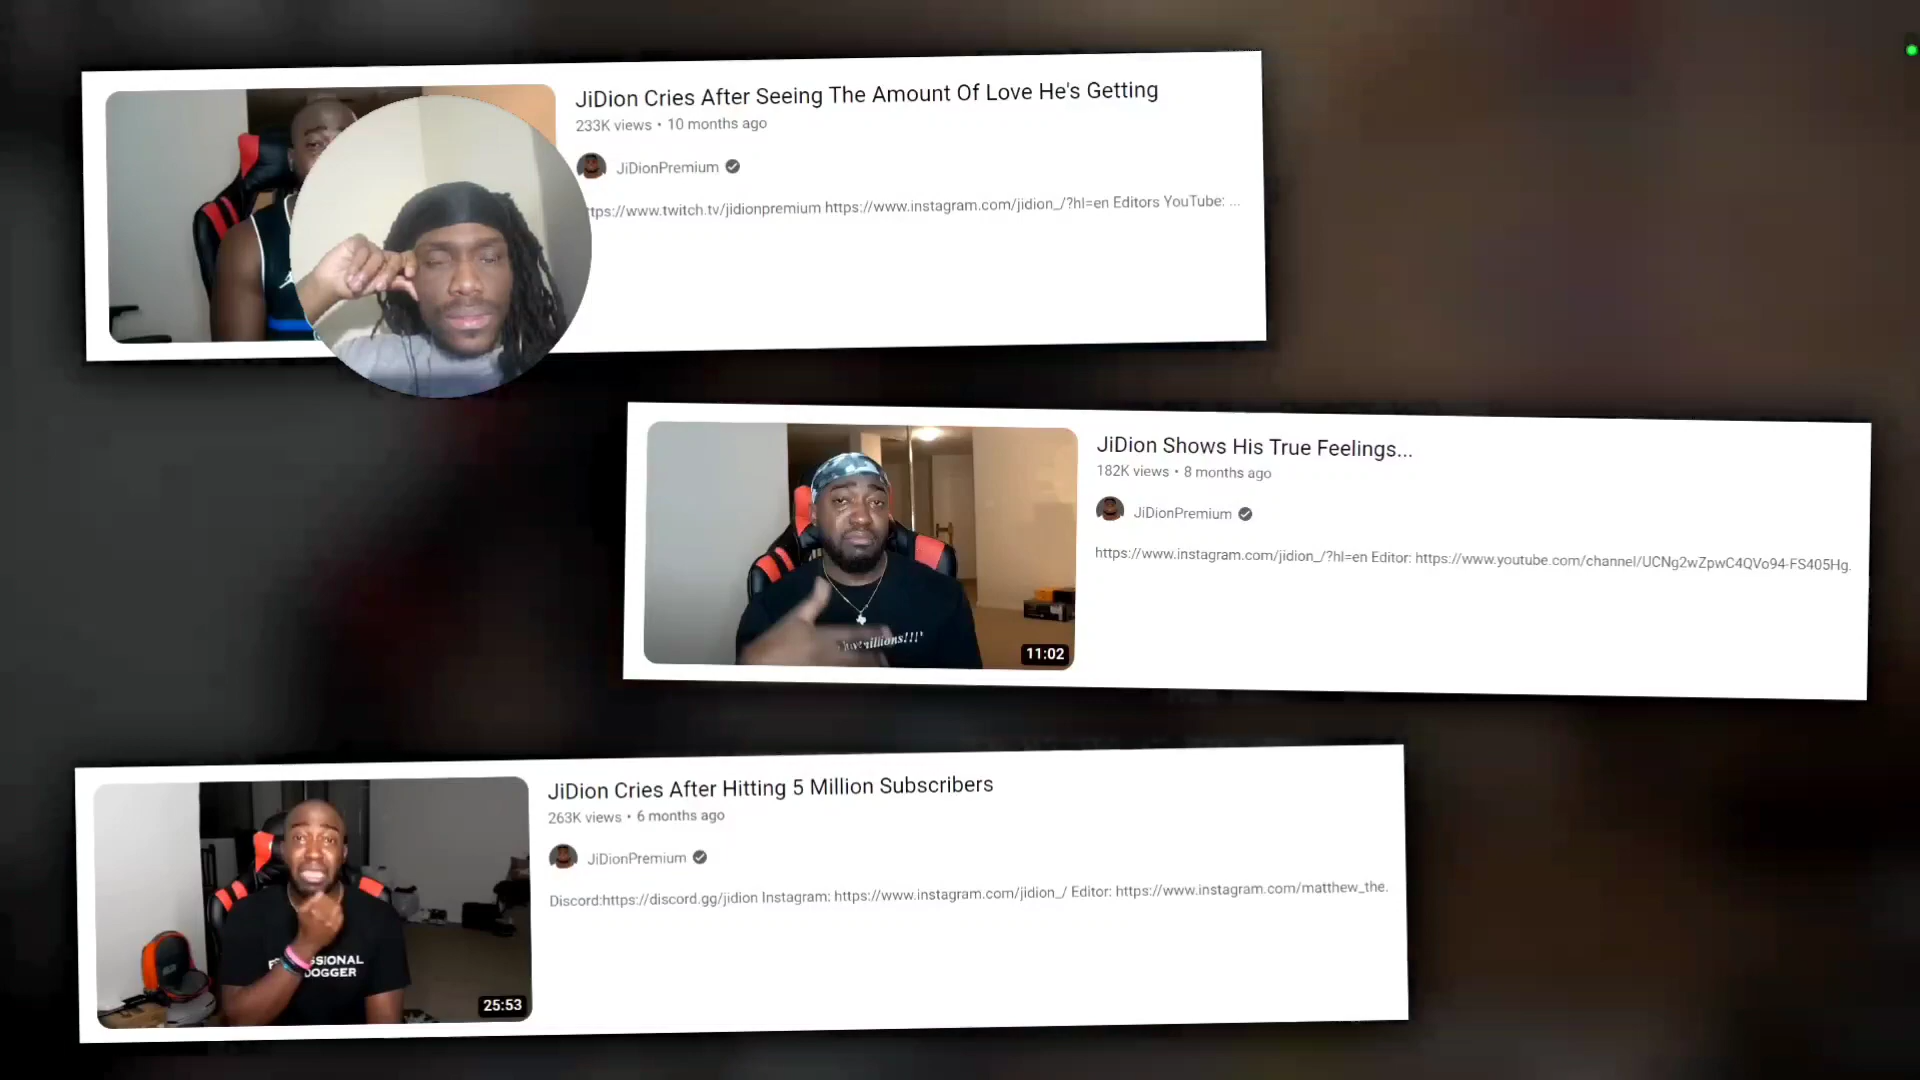 JiDion Cries After Seeing The Amount Of Love He's Getting
233K views • 10 months ago
JiDionPremium
ttps://www.twitch.tv/jidionpremium https://www.instagram.com/jidion_/?hl=en Editors YouTube: ...
JiDion Shows His True Feelings...
182K views • 8 months ago
JiDionPremium
https://www.instagram.com/jidion_/?hl=en Editor: https://www.youtube.com/channel/UCNg2wZpwC4QVo94-FS405Hg.
11:02
JiDion Cries After Hitting 5 Million Subscribers
263K views • 6 months ago
JiDionPremium
Discord:https://discord.gg/jidion Instagram: https://www.instagram.com/jidion_/ Editor: https://www.instagram.com/matthew_the.
SSIONAL
DOGGER
25:53